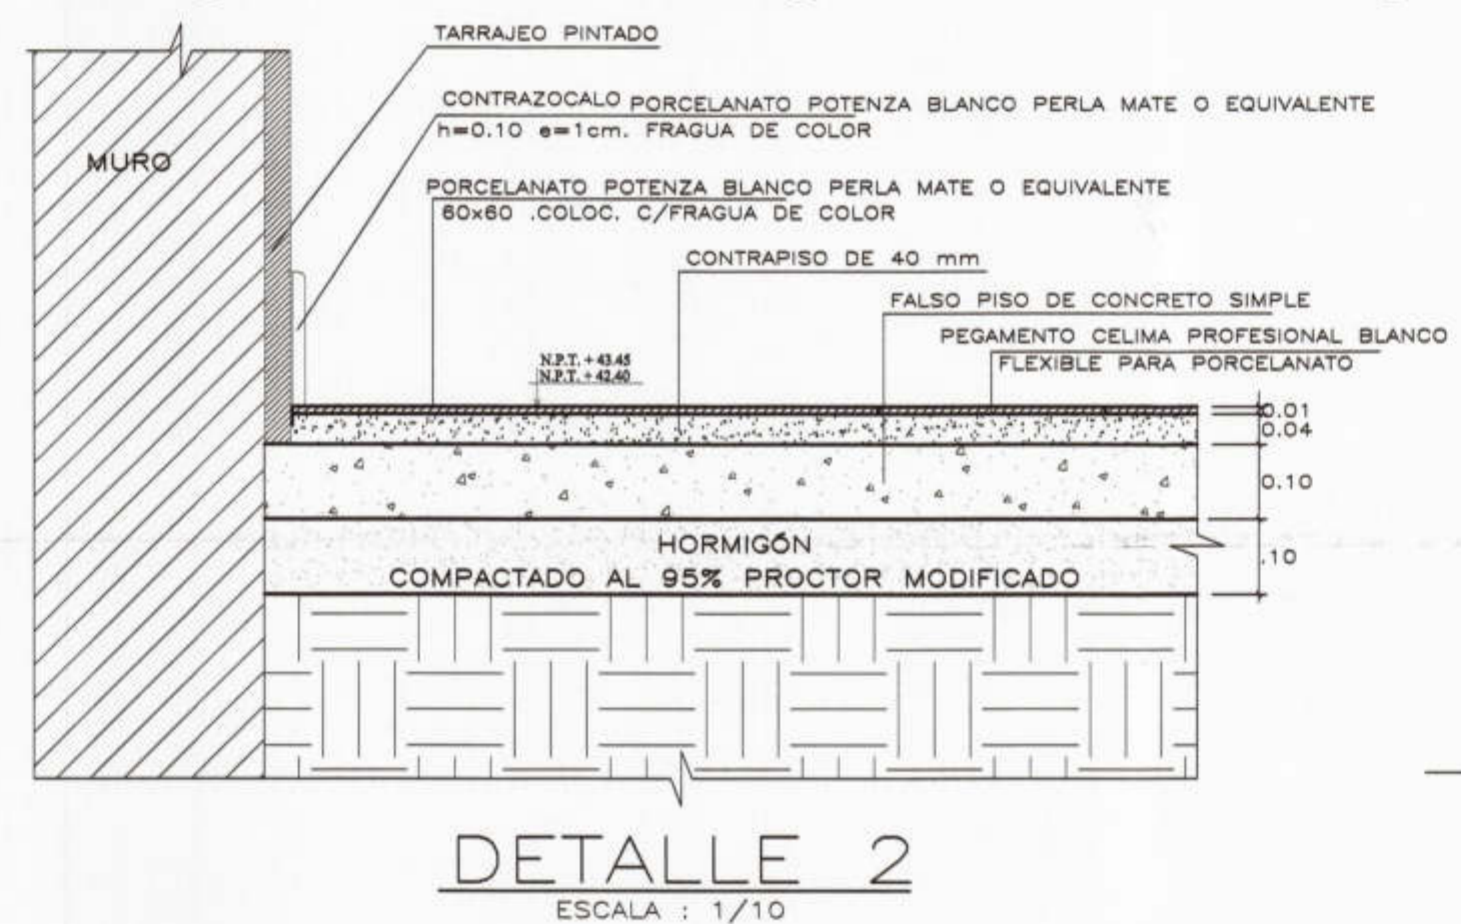 TARRAJEO PINTADO
CONTRAZOCALO PORCELANATO POTENZA BLANCO PERLA MATE O EQUIVALENTE
h=0.10 e=1cm. FRAGUA DE COLOR
MURO
PORCELANATO POTENZA BLANCO PERLA MATE O EQUIVALENTE
60x60 .COLOC. C/FRAGUA DE COLOR
CONTRAPISO DE 40 mm
FALSO PISO DE CONCRETO SIMPLE
PEGAMENTO CELIMA PROFESIONAL BLANCO
FLEXIBLE PARA PORCELANATO
N.P.T. + 43.45
N.P.T. + 42.40
0.01
0.04
0.10
HORMIGÓN
.10
COMPACTADO AL 95% PROCTOR MODIFICADO
DETALLE 2
ESCALA : 1/10